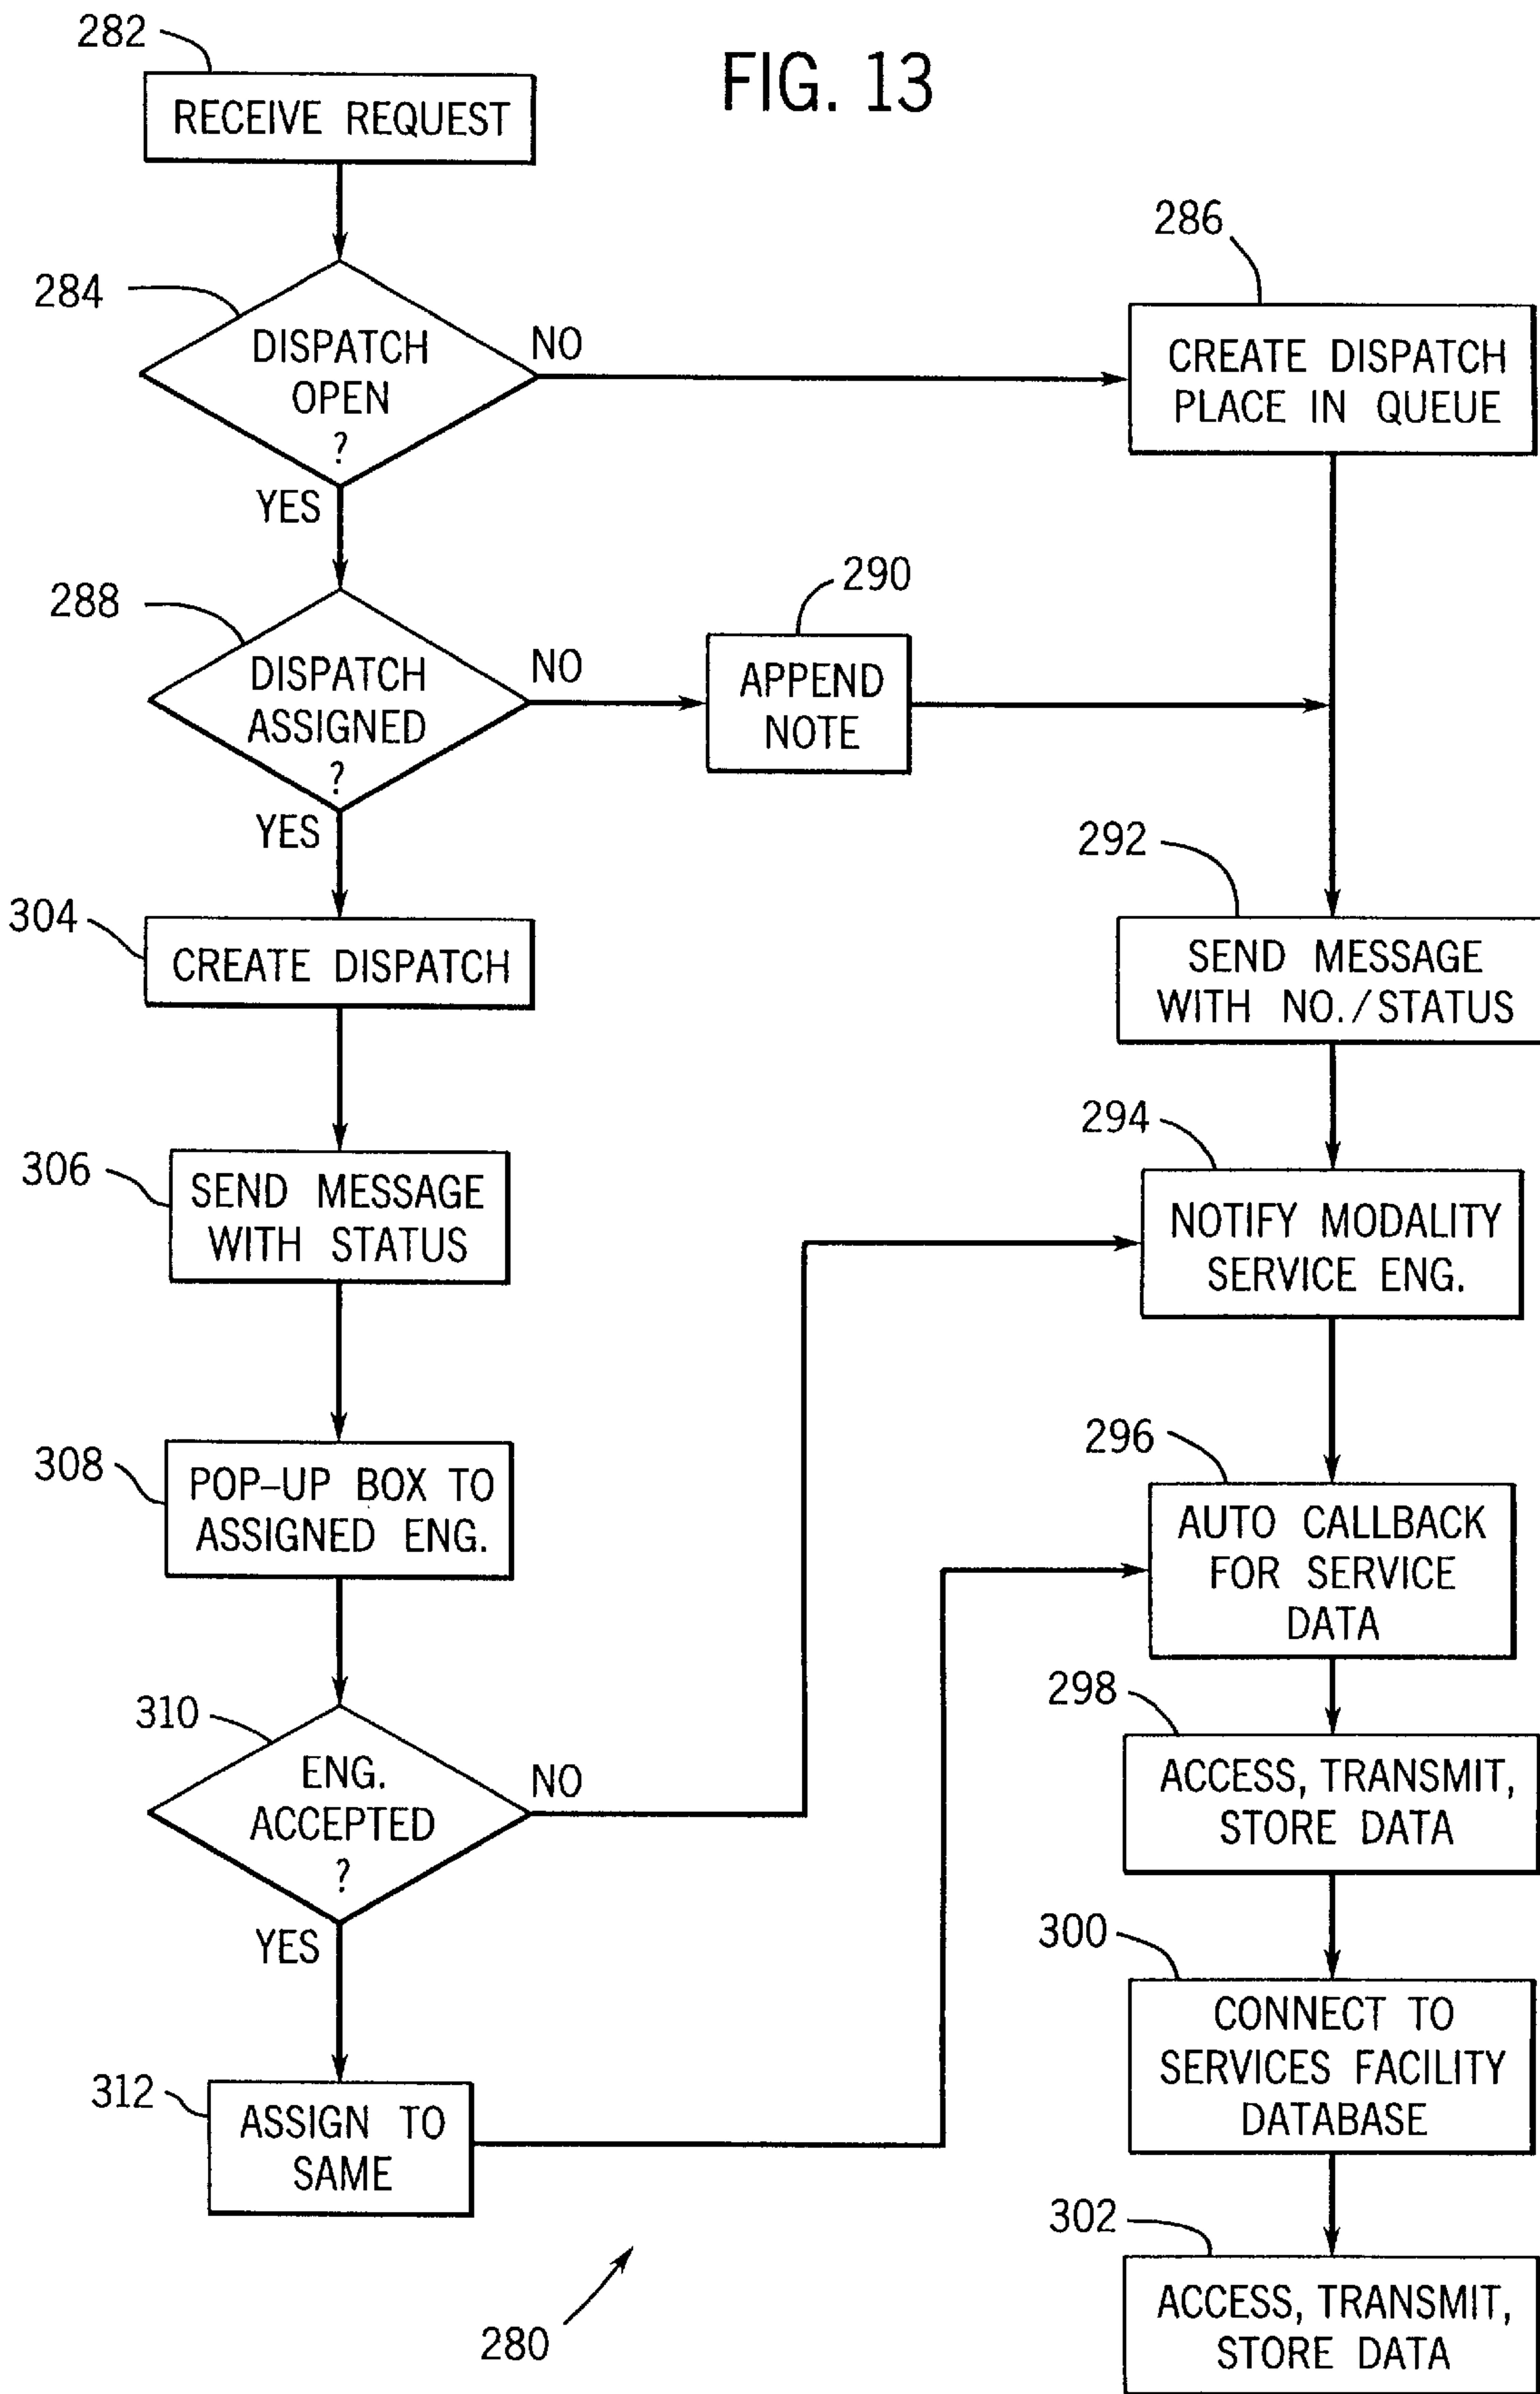 FIG. 13
282
RECEIVE REQUEST
284
DISPATCH
OPEN
?
NO
YES
286
CREATE DISPATCH
PLACE IN QUEUE
288
DISPATCH
ASSIGNED
?
NO
YES
290
APPEND
NOTE
292
SEND MESSAGE
WITH NO./STATUS
304
CREATE DISPATCH
294
NOTIFY MODALITY
SERVICE ENG.
306
SEND MESSAGE
WITH STATUS
296
AUTO CALLBACK
FOR SERVICE
DATA
308
POP-UP BOX TO
ASSIGNED ENG.
298
ACCESS, TRANSMIT,
STORE DATA
310
ENG.
ACCEPTED
?
NO
YES
300
CONNECT TO
SERVICES FACILITY
DATABASE
312
ASSIGN TO
SAME
302
ACCESS, TRANSMIT,
STORE DATA
280